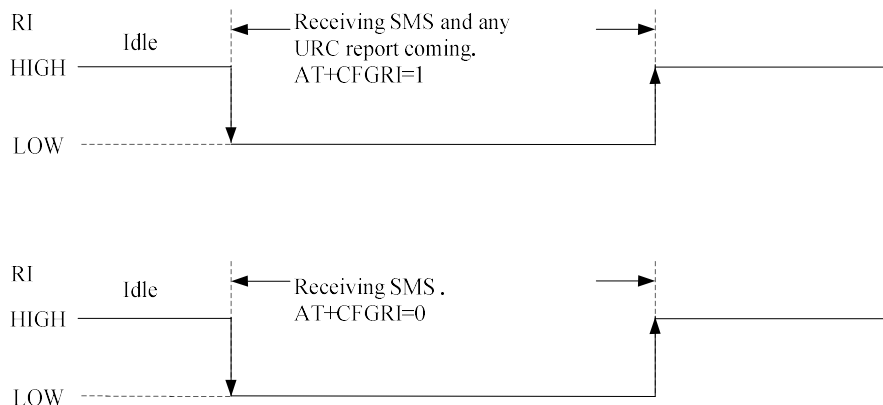 RI
Idle
Receiving SMS and any
URC report coming.
AT+CFGRI=1
HIGH
LOW
RI
Idle
Receiving SMS .
AT+CFGRI=0
HIGH
LOW